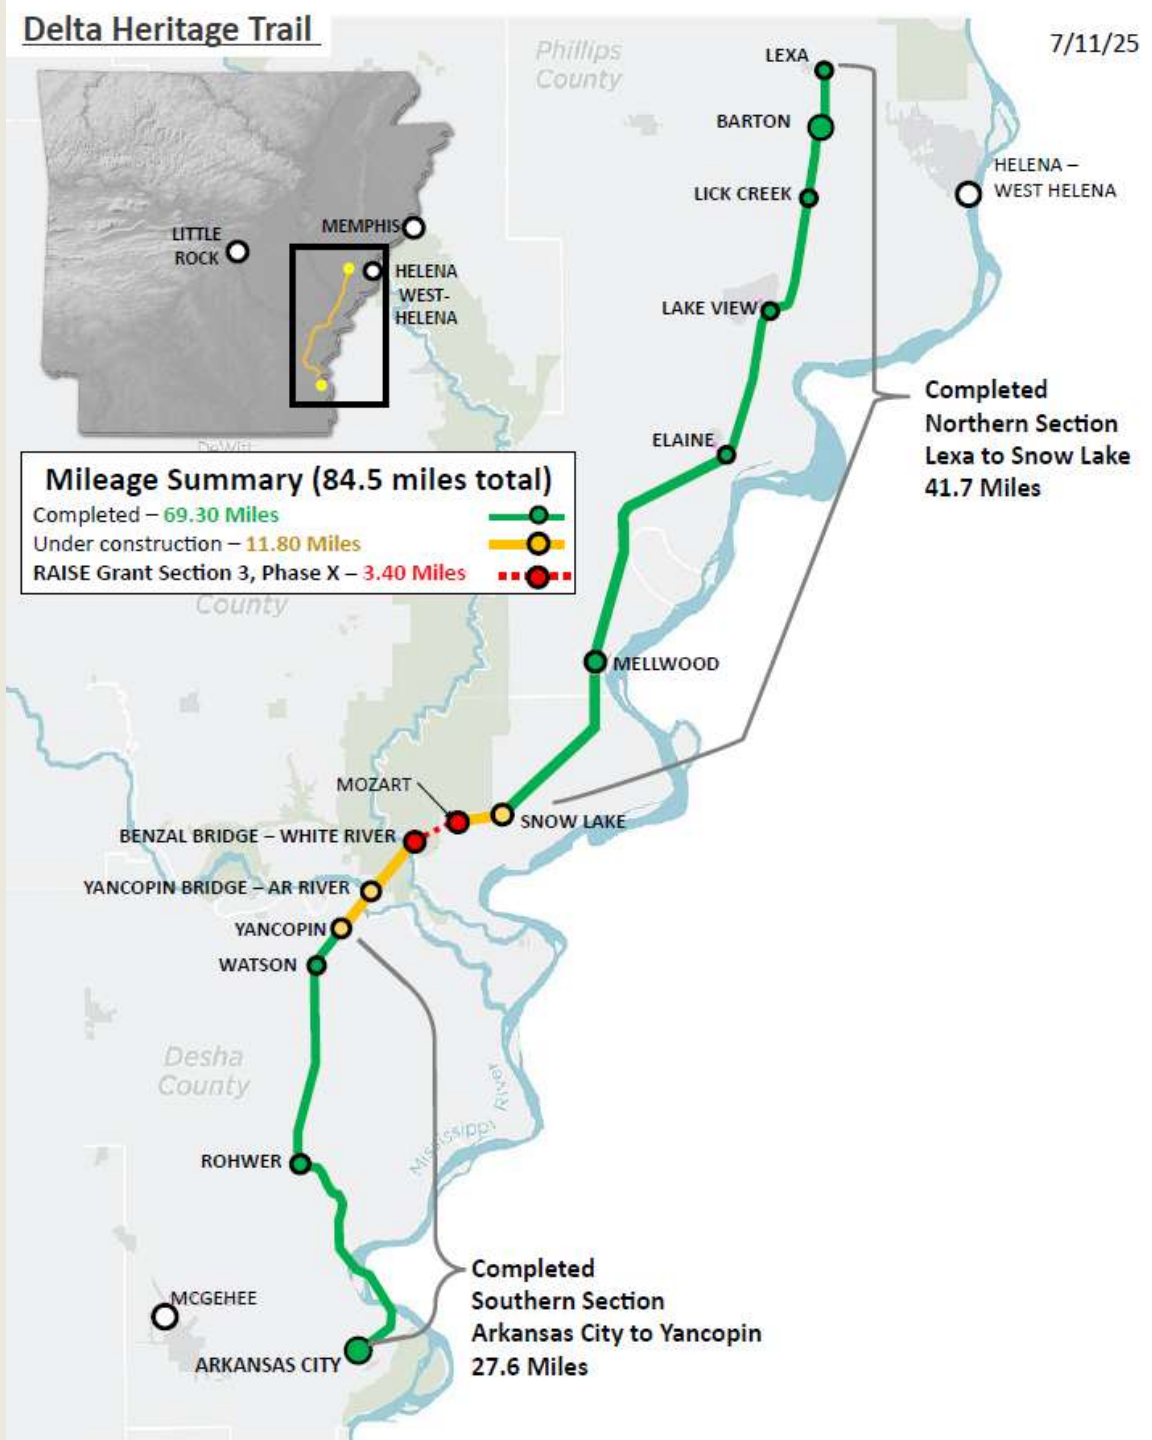 Delta Heritage Trail
7/11/25
Phillips
County
LEXA
BARTON
LICK CREEK
HELENA –
WEST HELENA
LITTLE
ROCK
MEMPHIS
HELENA
WEST-
HELENA
LAKE VIEW
ELAINE
Completed
Northern Section
Lexa to Snow Lake
41.7 Miles
DeWitt
Mileage Summary (84.5 miles total)
Completed – 69.30 Miles
Under construction – 11.80 Miles
RAISE Grant Section 3, Phase X – 3.40 Miles
County
MELLWOOD
MOZART
SNOW LAKE
BENZAL BRIDGE – WHITE RIVER
YANCOPIN BRIDGE – AR RIVER
YANCOPIN
WATSON
Desha
County
Mississippi River
ROHWER
MCGEHEE
ARKANSAS CITY
Completed
Southern Section
Arkansas City to Yancopin
27.6 Miles